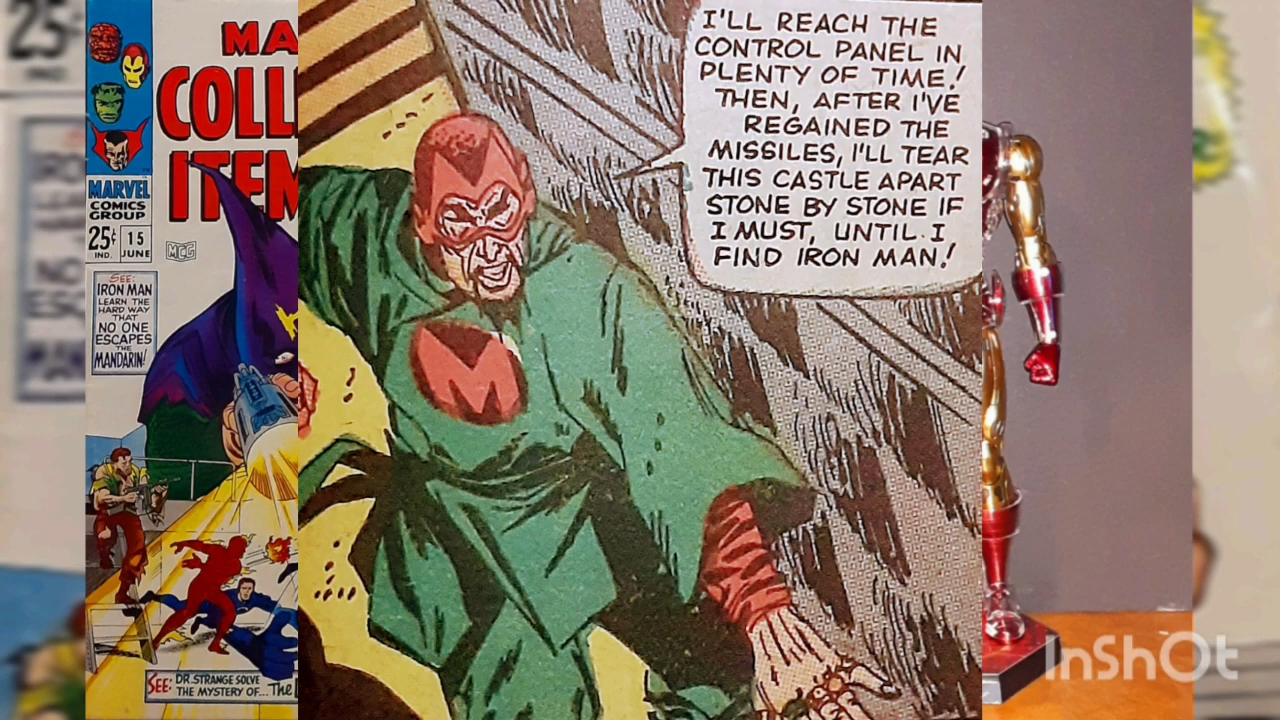 25¢
MA
COLL
ITEM
MARVEL
COMICS
GROUP
25¢
IND.
15
JUNE
MCG
SEE:
IRON MAN
LEARN THE
HARD WAY
THAT
NO ONE
ESCAPES
THE
MANDARIN!
SEE:
DR. STRANGE SOLVE
THE MYSTERY OF... THE
I'LL REACH THE
CONTROL PANEL IN
PLENTY OF TIME!
THEN, AFTER I'VE
REGAINED THE
MISSILES, I'LL TEAR
THIS CASTLE APART
STONE BY STONE IF
I MUST, UNTIL I
FIND IRON MAN!
M
InShOt